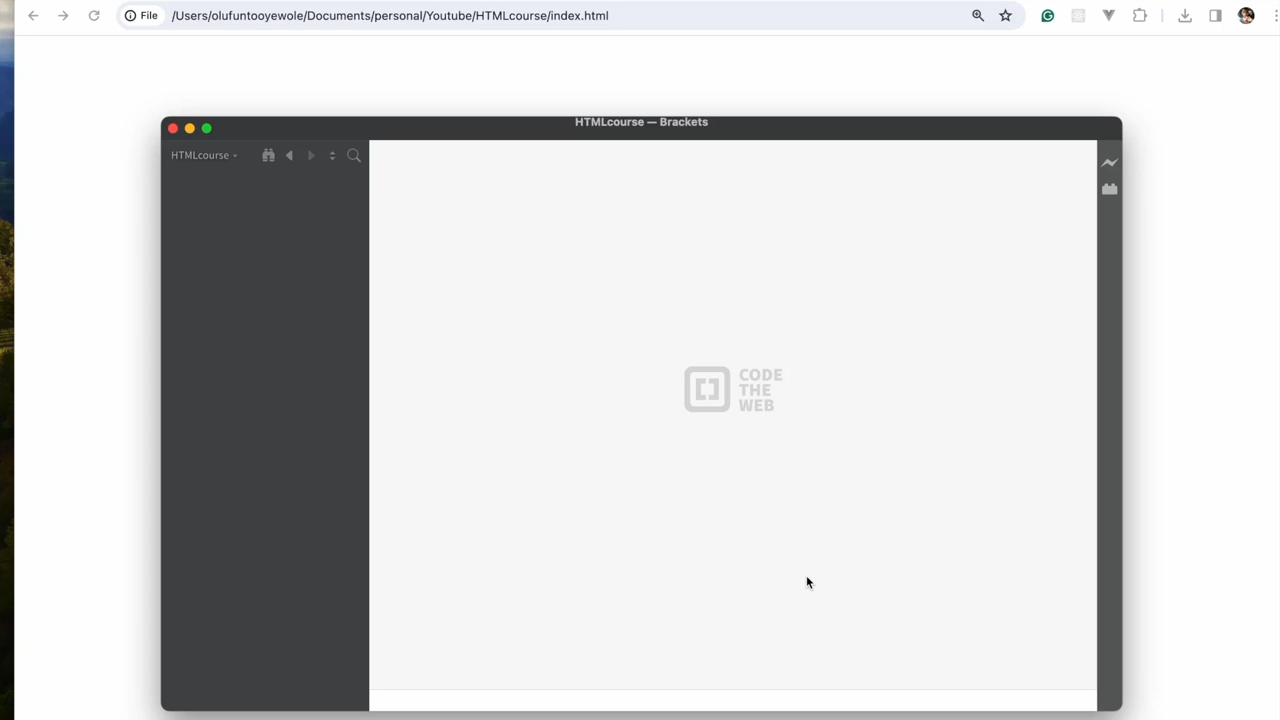 File
/Users/olufuntooyewole/Documents/personal/Youtube/HTMLcourse/index.html
HTMLcourse — Brackets
HTMLcourse
CODE
THE
WEB